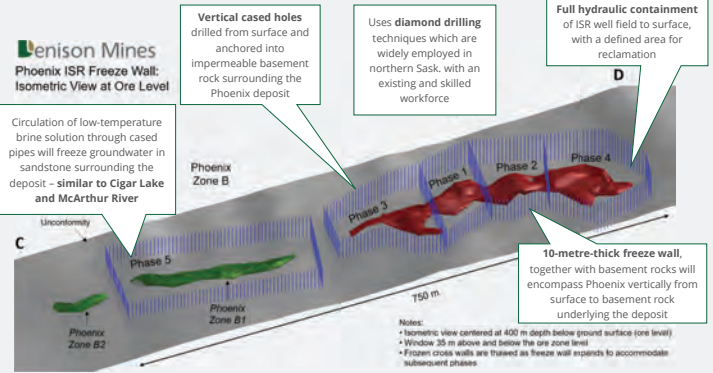 Denison Mines
Phoenix ISR Freeze Wall:
Isometric View at Ore Level
Vertical cased holes
drilled from surface and
anchored into
impermeable basement
rock surrounding the
Phoenix deposit
Uses diamond drilling
techniques which are
widely employed in
northern Sask. with an
existing and skilled
workforce
Full hydraulic containment
of ISR well field to surface,
with a defined area for
reclamation
D
Circulation of low-temperature
brine solution through cased
pipes will freeze groundwater in
sandstone surrounding the
deposit – similar to Cigar Lake
and McArthur River
Phoenix
Zone B
Unconformity
C
Phase 5
Phase 3
Phase 1
Phase 2
Phase 4
Phoenix
Zone B2
Phoenix
Zone B1
750 m
10-metre-thick freeze wall,
together with basement rocks will
encompass Phoenix vertically from
surface to basement rock
underlying the deposit
Notes:
• Isometric view centered at 400 m depth below ground surface (ore level)
• Window 35 m above and below the ore zone level
• Frozen cross walls are thawed as freeze wall expands to accommodate
subsequent phases